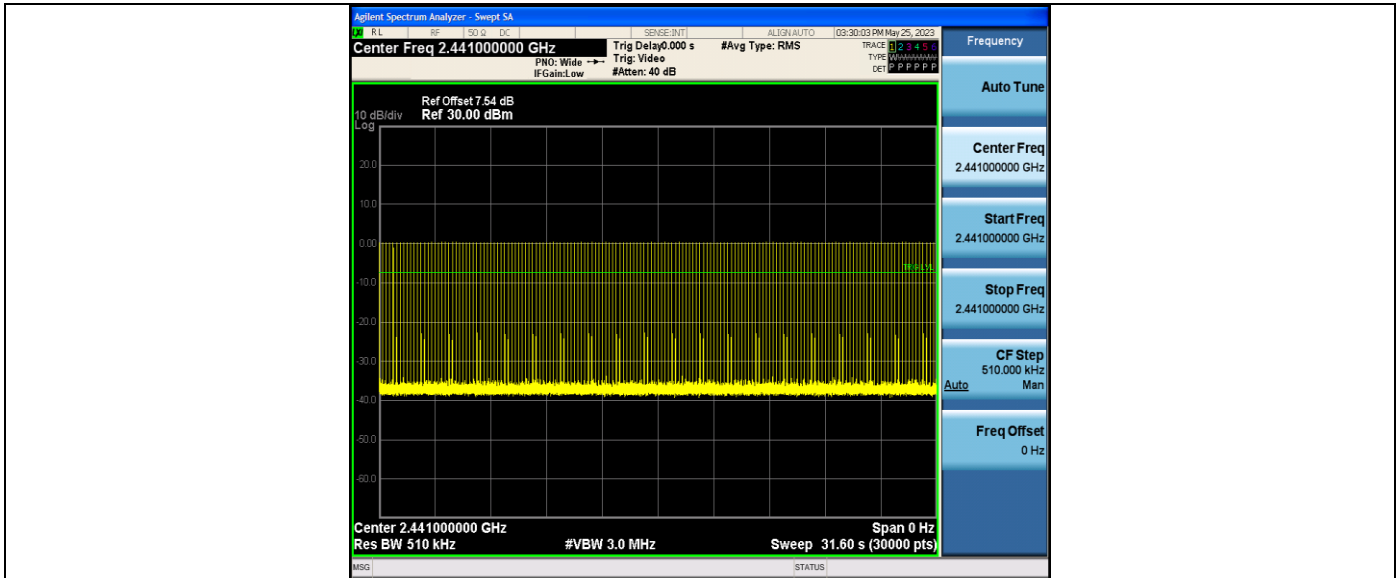 Agilent Spectrum Analyzer - Swept SA
RL RF 50 Ω DC SENSE:INT ALIGN AUTO 03:30:03 PM May 25, 2023
Center Freq 2.441000000 GHz
PNO: Wide
IFGain:Low
Trig Delay0.000 s
Trig: Video
#Atten: 40 dB
#Avg Type: RMS
TRACE 1 2 3 4 5 6
TYPE
DET P P P P P P
Ref Offset 7.54 dB
10 dB/div Ref 30.00 dBm
Log
20.0
10.0
0.00
TRIG LVL
-10.0
-20.0
-30.0
-40.0
-50.0
-60.0
Center 2.441000000 GHz Span 0 Hz
Res BW 510 kHz #VBW 3.0 MHz Sweep 31.60 s (30000 pts)
MSG STATUS
Frequency
Auto Tune
Center Freq
2.441000000 GHz
Start Freq
2.441000000 GHz
Stop Freq
2.441000000 GHz
CF Step
510.000 kHz
Auto Man
Freq Offset
0 Hz